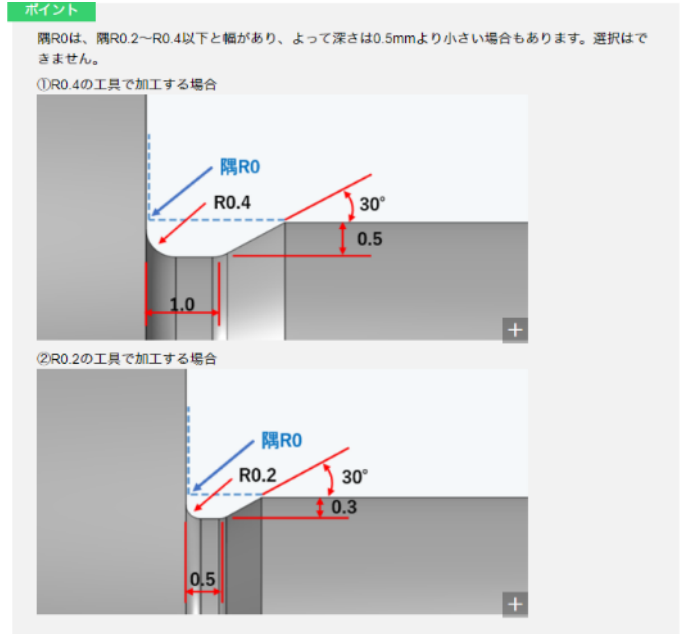 ポイント
隅R0は、隅R0.2～R0.4以下と幅があり、よって深さは0.5mmより小さい場合もあります。選択はで
きません。
①R0.4の工具で加工する場合
隅R0
R0.4
30°
0.5
1.0
②R0.2の工具で加工する場合
隅R0
R0.2
30°
0.3
0.5